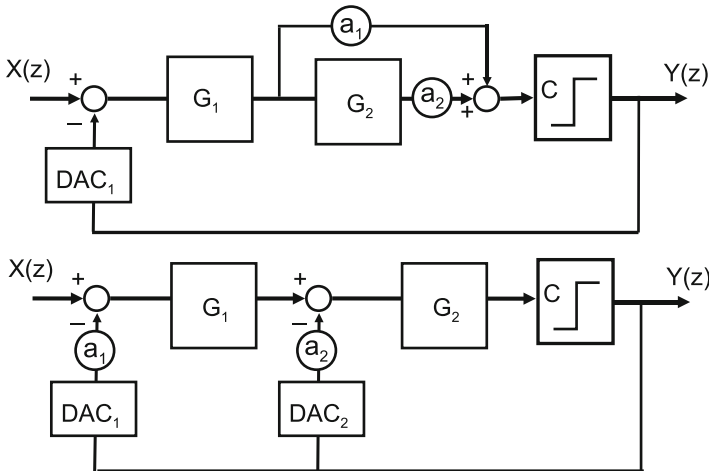 a₁
X(z)
+
G₁
G₂
a₂
+
+
C
Y(z)
−
DAC₁
X(z)
+
G₁
+
G₂
C
Y(z)
−
a₁
−
a₂
DAC₁
DAC₂